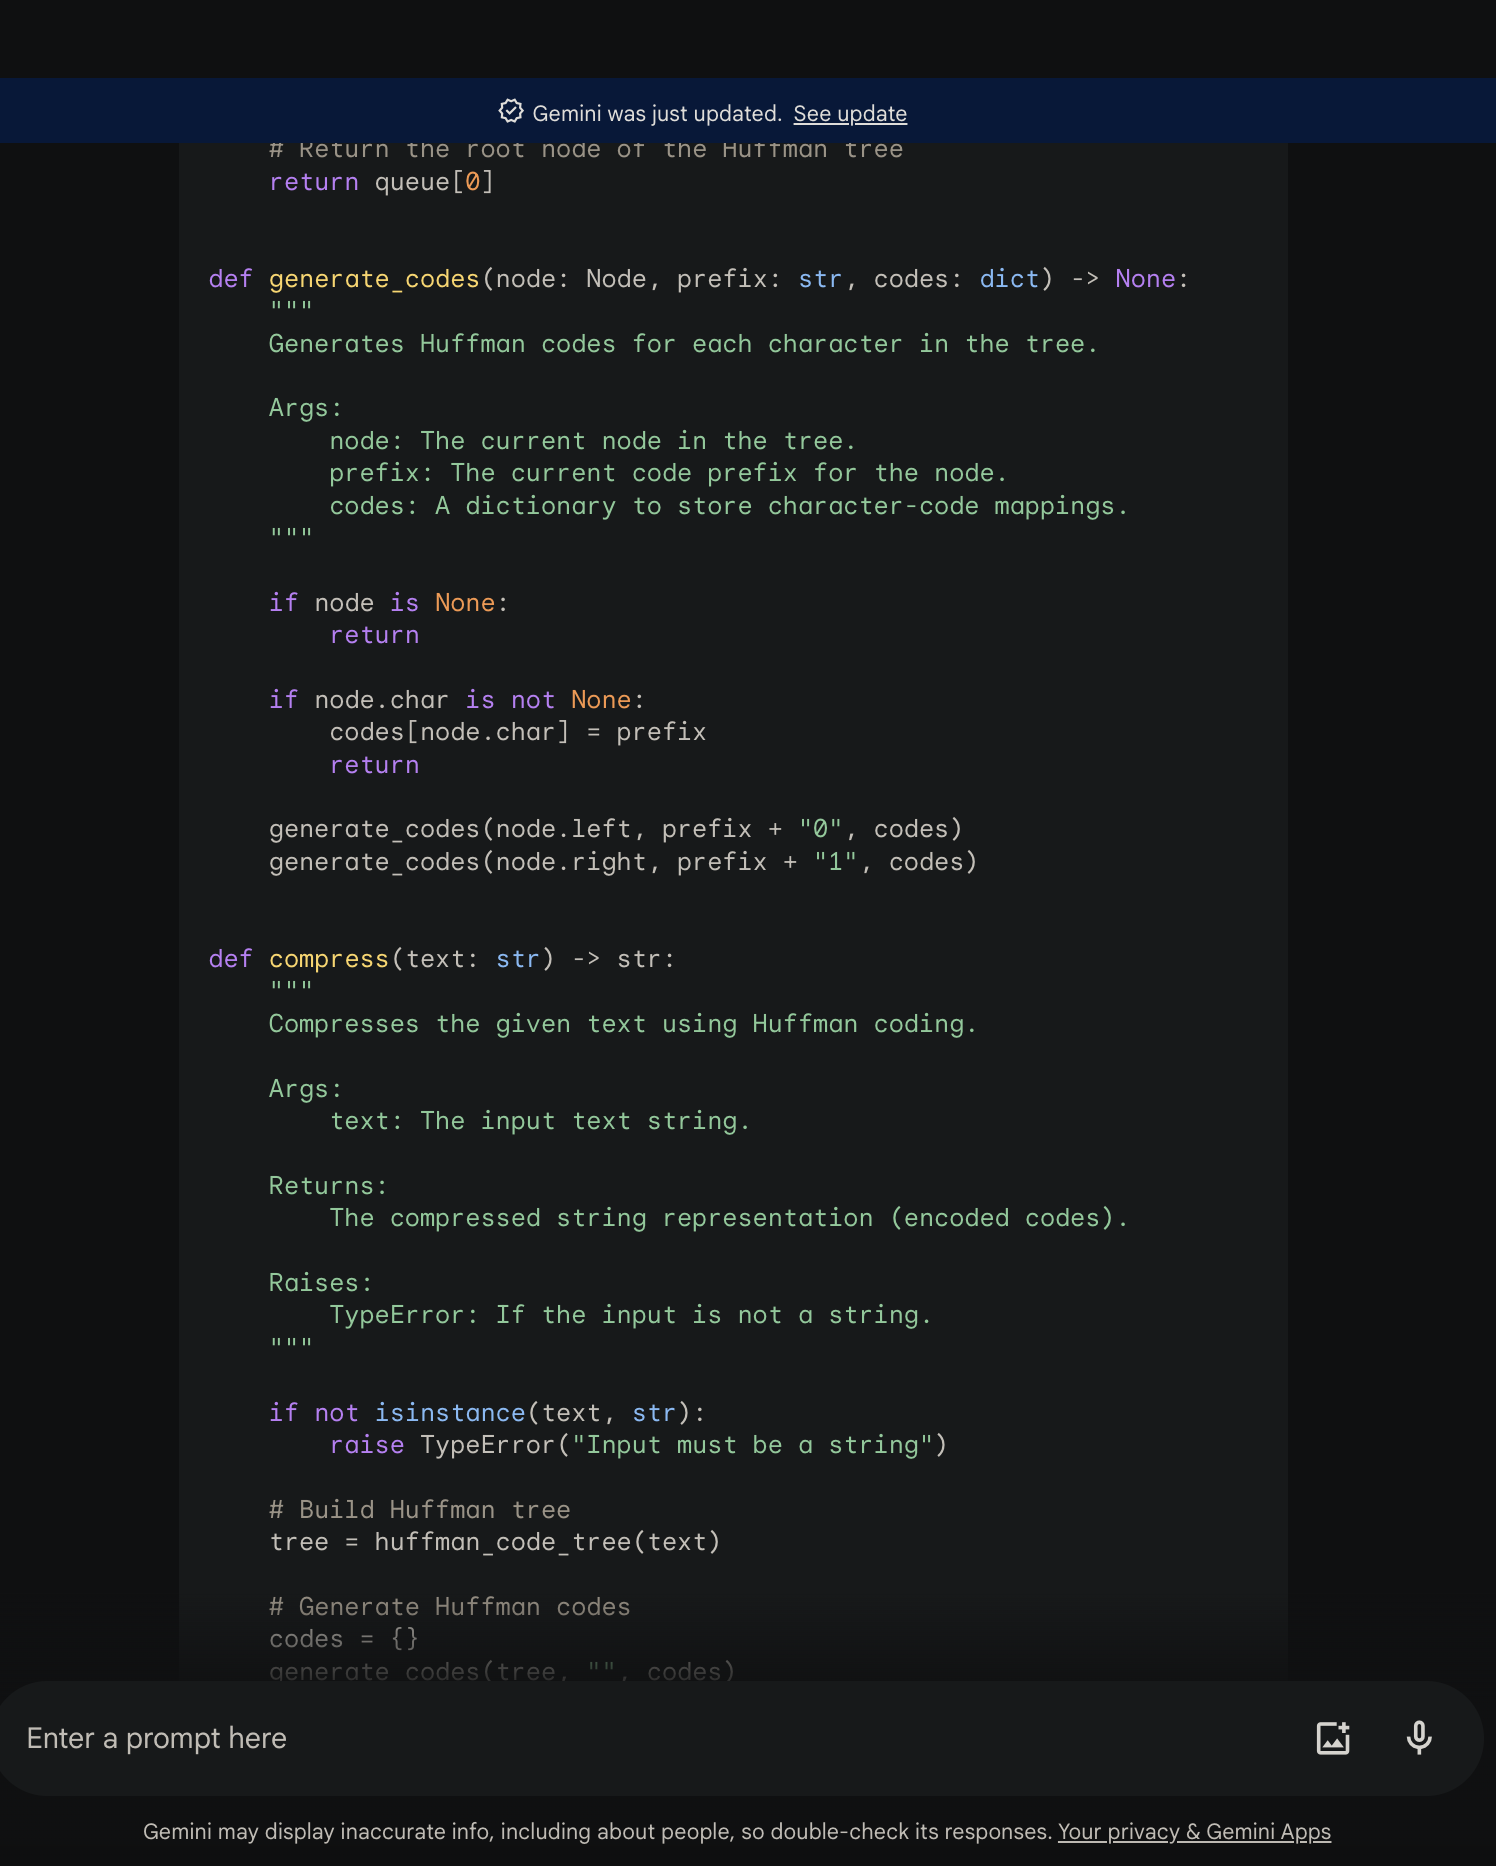 Gemini was just updated. See update
# Return the root node of the Huffman tree
return queue[0]
def generate_codes(node: Node, prefix: str, codes: dict) -> None:
"""
Generates Huffman codes for each character in the tree.
Args:
node: The current node in the tree.
prefix: The current code prefix for the node.
codes: A dictionary to store character-code mappings.
"""
if node is None:
return
if node.char is not None:
codes[node.char] = prefix
return
generate_codes(node.left, prefix + "0", codes)
generate_codes(node.right, prefix + "1", codes)
def compress(text: str) -> str:
"""
Compresses the given text using Huffman coding.
Args:
text: The input text string.
Returns:
The compressed string representation (encoded codes).
Raises:
TypeError: If the input is not a string.
"""
if not isinstance(text, str):
raise TypeError("Input must be a string")
# Build Huffman tree
tree = huffman_code_tree(text)
# Generate Huffman codes
codes = {}
generate_codes(tree, "", codes)
Enter a prompt here
Gemini may display inaccurate info, including about people, so double-check its responses. Your privacy & Gemini Apps